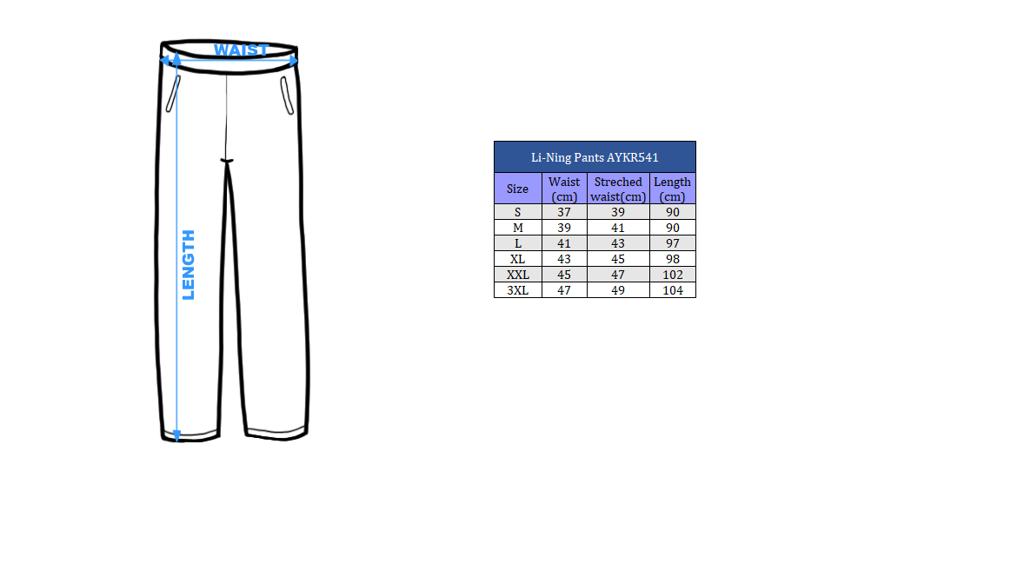 WAIST
LENGTH
Li-Ning Pants AYKR541
Size Waist (cm) Streched waist(cm) Length (cm)
S 37 39 90
M 39 41 90
L 41 43 97
XL 43 45 98
XXL 45 47 102
3XL 47 49 104